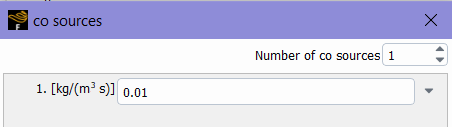 co sources
Number of co sources 1
1. [kg/(m³ s)] 0.01